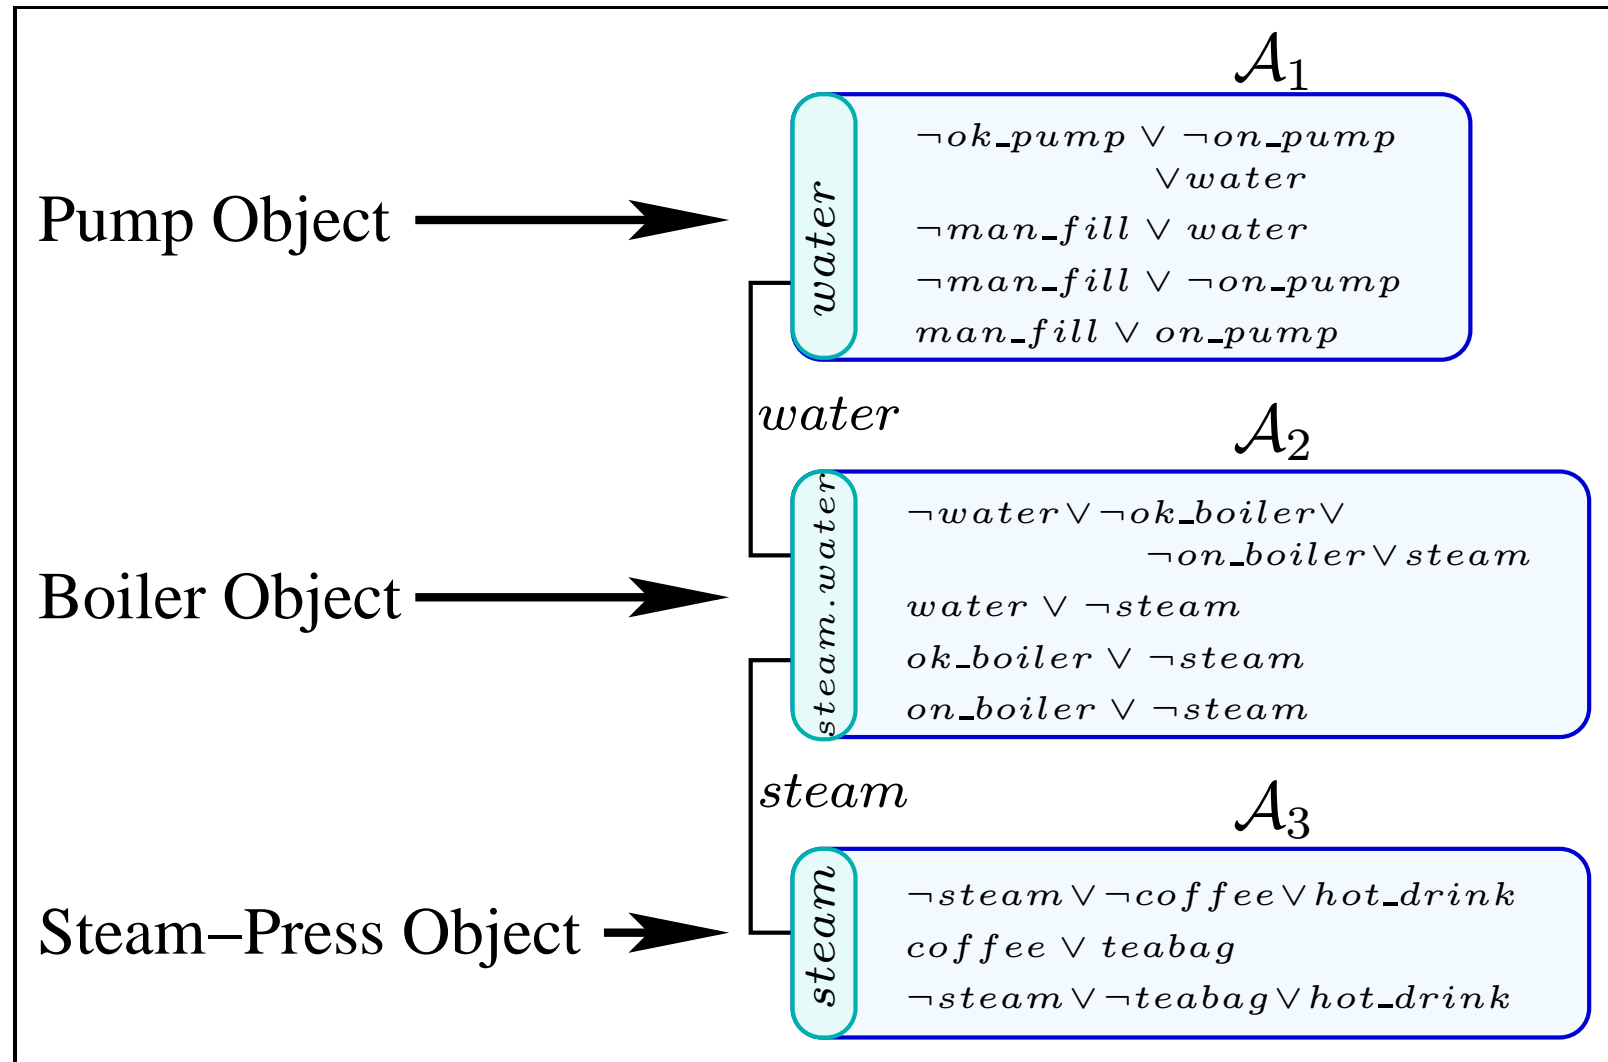 𝒜₁
¬ok_pump ∨ ¬on_pump
∨water
Pump Object
water
¬man_fill ∨ water
¬man_fill ∨ ¬on_pump
man_fill ∨ on_pump
water
𝒜₂
¬water∨¬ok_boiler∨
¬on_boiler∨steam
Boiler Object
steam.water
water ∨ ¬steam
ok_boiler ∨ ¬steam
on_boiler ∨ ¬steam
steam
𝒜₃
¬steam∨¬coffee∨hot_drink
Steam–Press Object
steam
coffee ∨ teabag
¬steam∨¬teabag∨hot_drink